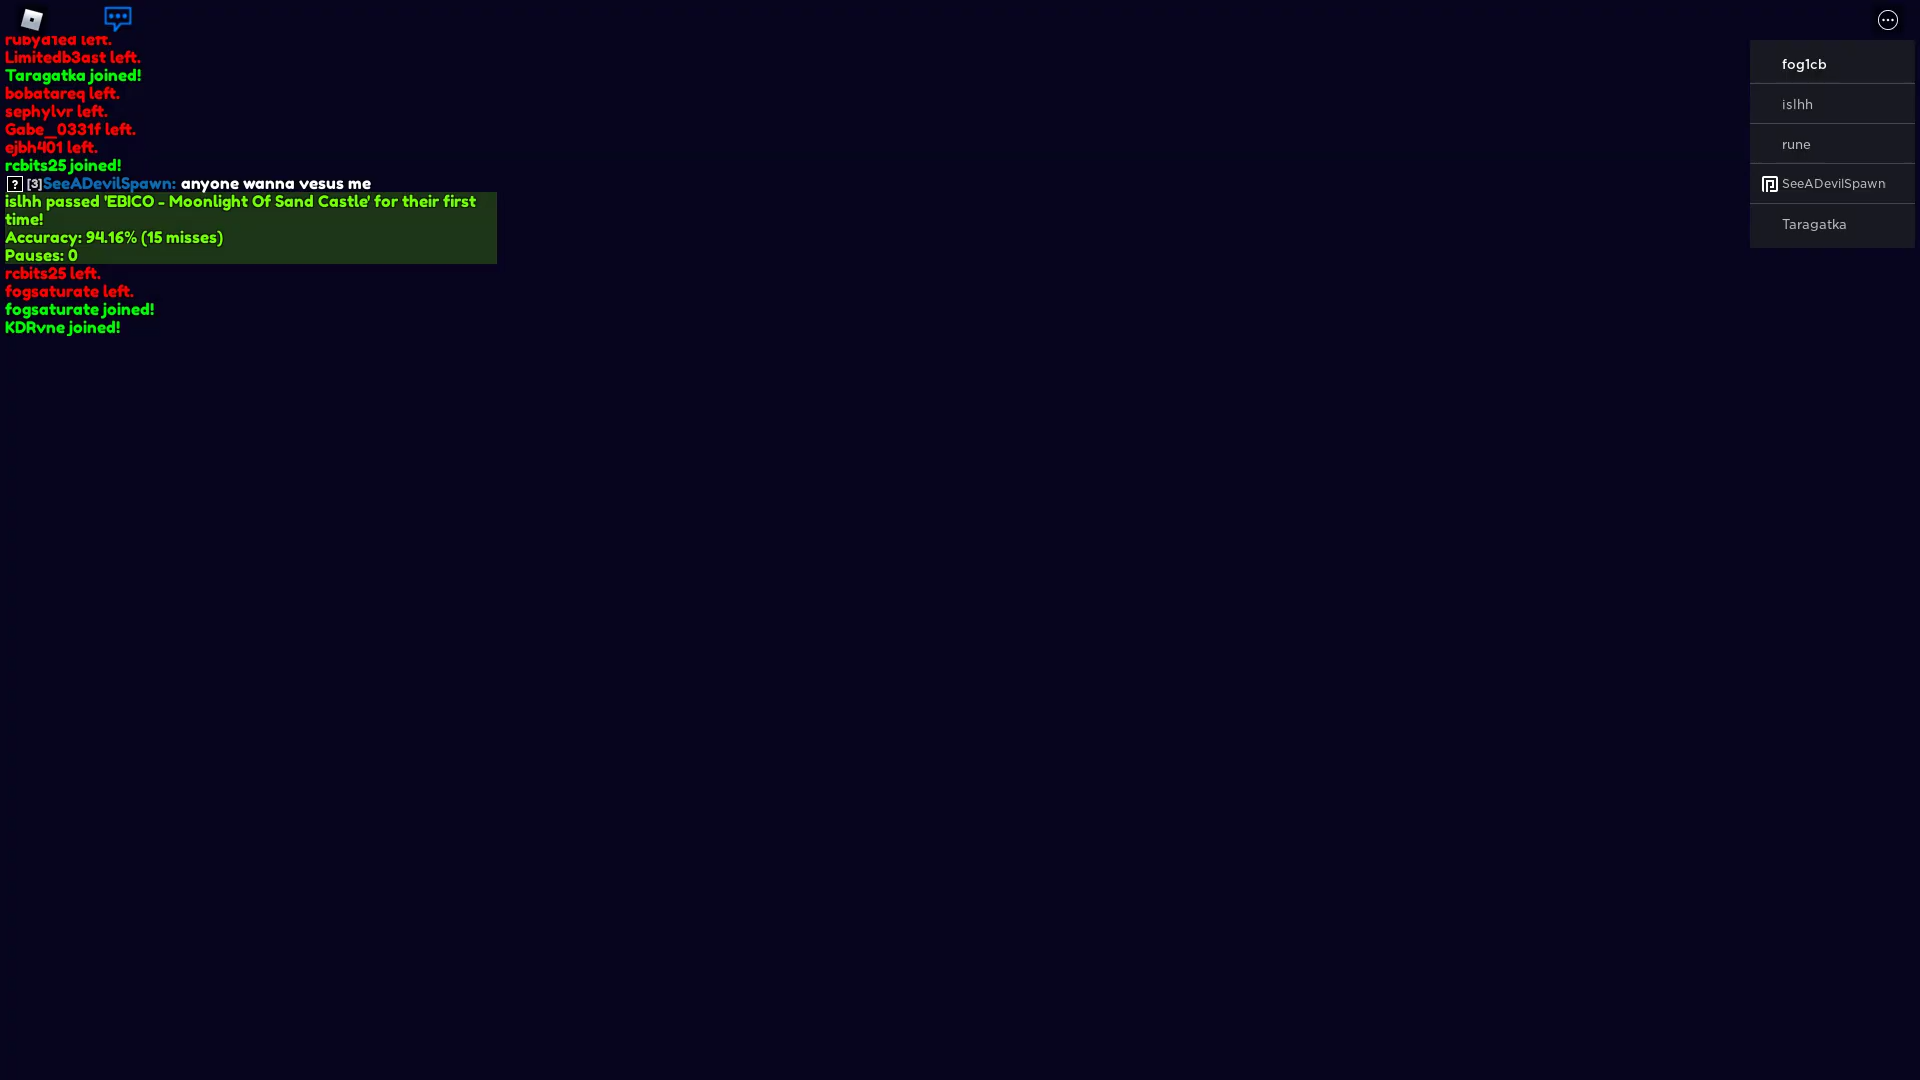 rubyd1ed left.
Limitedb3ast left.
Taragatka joined!
bobatareq left.
sephylvr left.
Gabe_0331f left.
ejbh401 left.
rcbits25 joined!
? [3]SeeADevilSpawn: anyone wanna vesus me
islhh passed 'EBICO - Moonlight Of Sand Castle' for their first
time!
Accuracy: 94.16% (15 misses)
Pauses: 0
rcbits25 left.
fogsaturate left.
fogsaturate joined!
KDRvne joined!
fog1cb
islhh
rune
SeeADevilSpawn
Taragatka